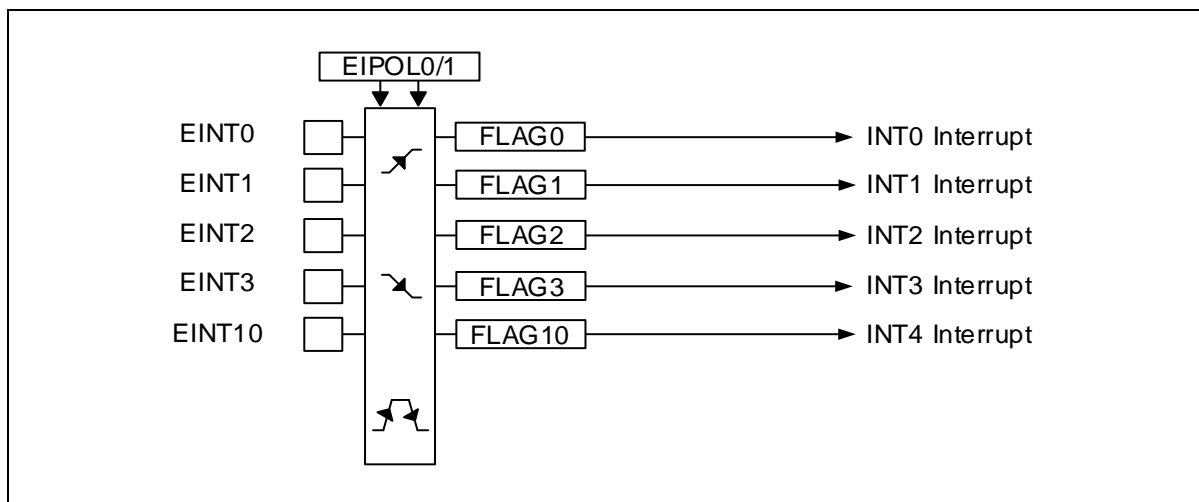 EIPOL0/1
EINT0 FLAG0 INT0 Interrupt
EINT1 FLAG1 INT1 Interrupt
EINT2 FLAG2 INT2 Interrupt
EINT3 FLAG3 INT3 Interrupt
EINT10 FLAG10 INT4 Interrupt